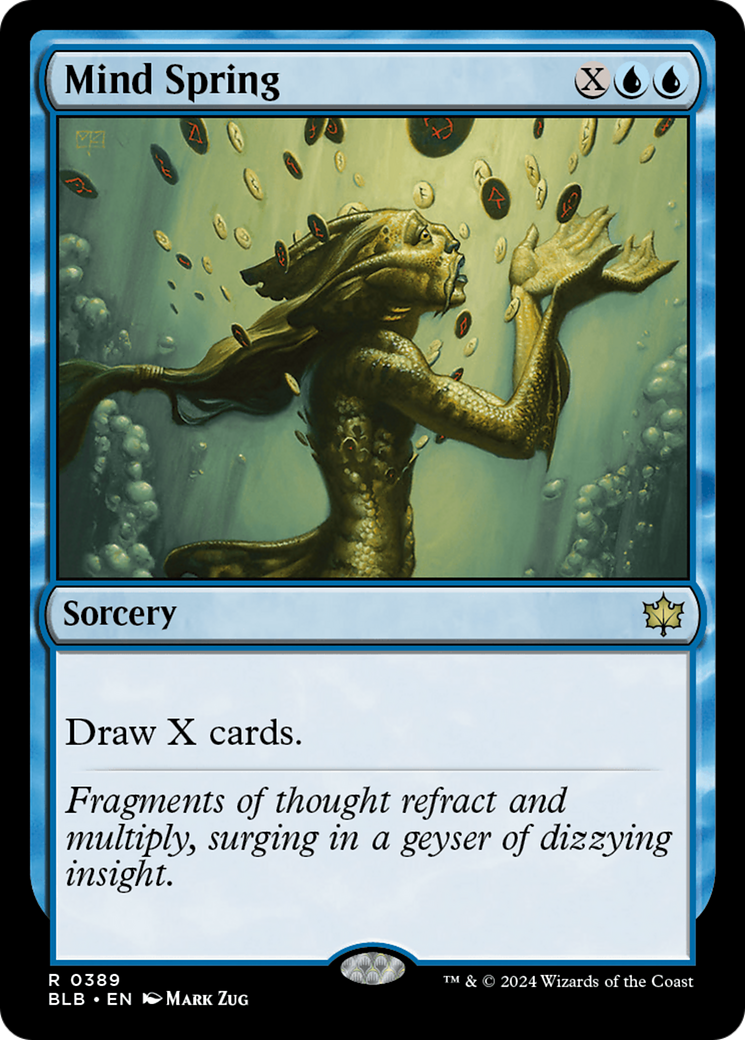 Mind Spring X
Sorcery
Draw X cards.
Fragments of thought refract and
multiply, surging in a geyser of dizzying
insight.
R 0389
BLB • EN Mark Zug
™ & © 2024 Wizards of the Coast